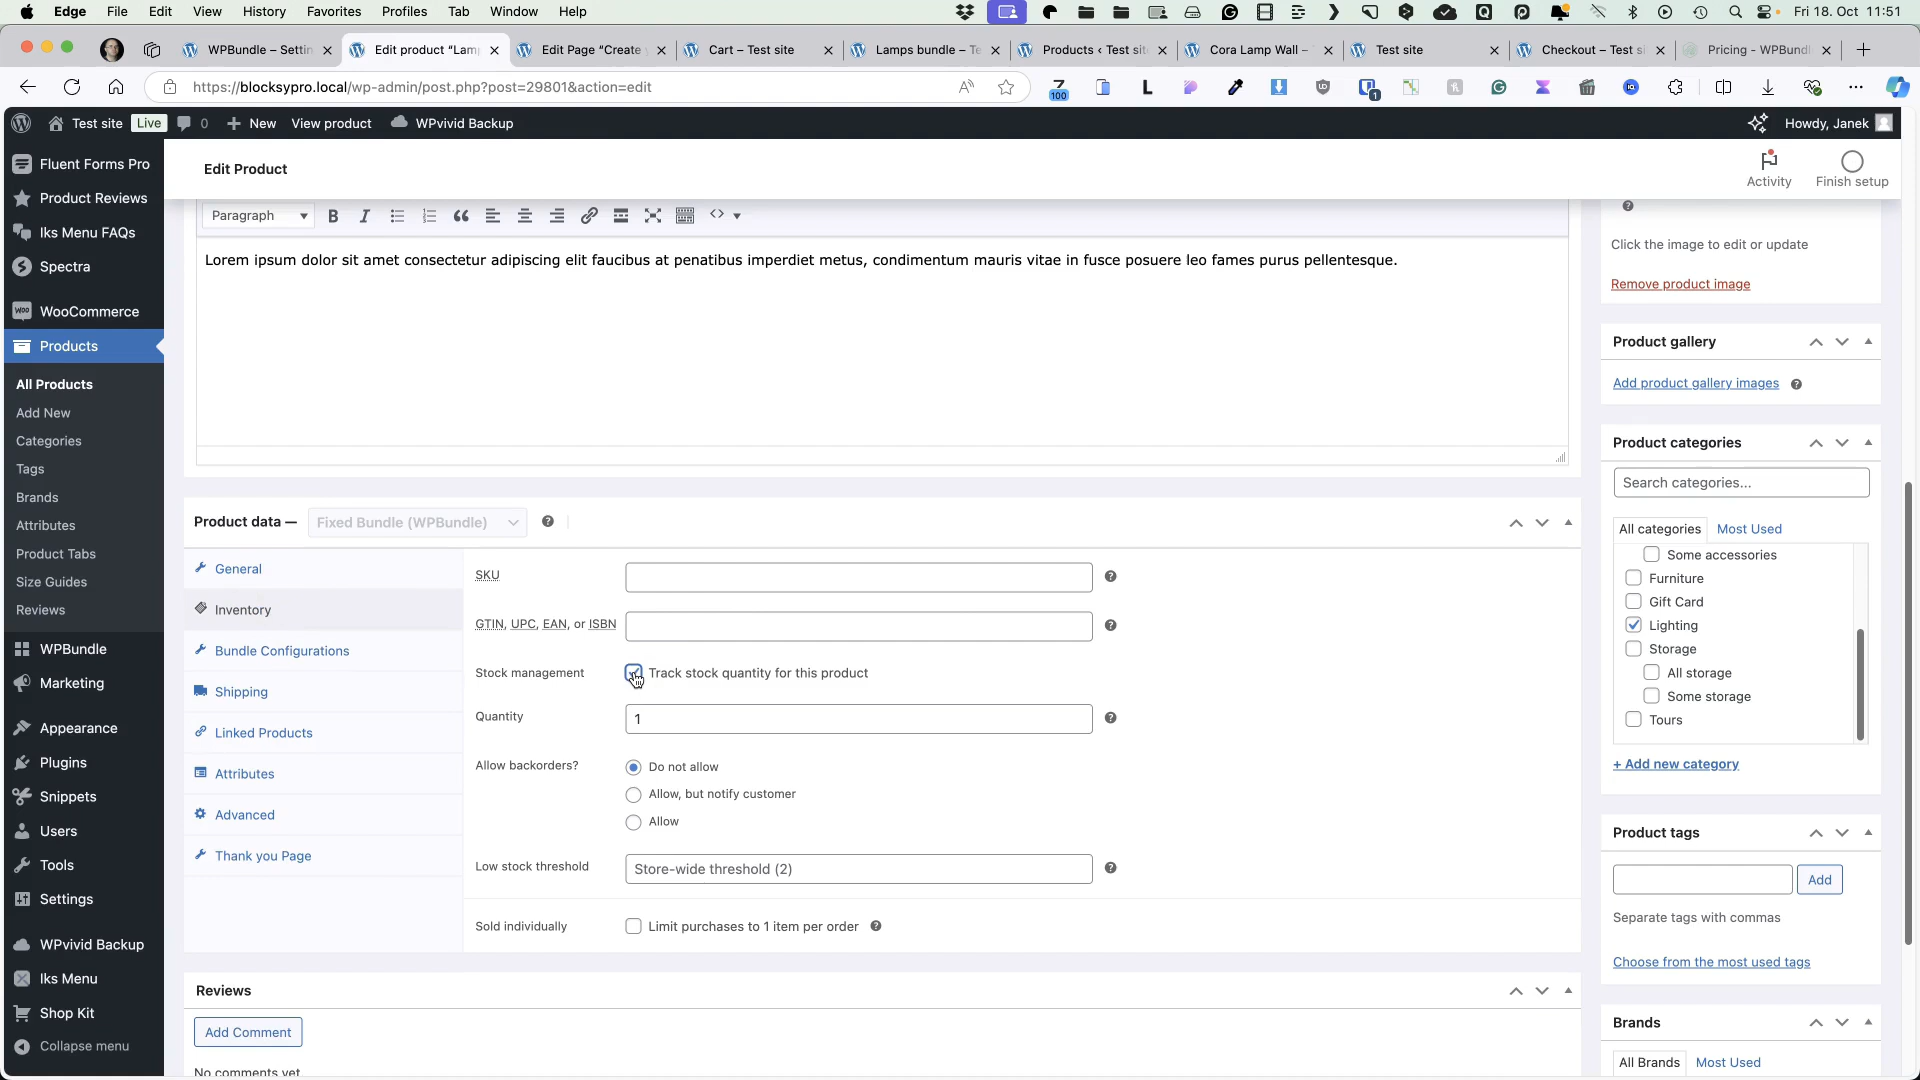 Edge File Edit View History Favorites Profiles Tab Window Help Fri 18. Oct 11:51
WPBundle – Settin Edit product “Lam Edit Page “Create Cart – Test site Lamps bundle – Te Products ‹ Test sit Cora Lamp Wall – Test site Checkout – Test si Pricing - WPBundl
https://blocksypro.local/wp-admin/post.php?post=29801&action=edit
100
1
Test site Live 0 New View product WPvivid Backup Howdy, Janek
Fluent Forms Pro
Product Reviews
Iks Menu FAQs
Spectra
WooCommerce
Products
All Products
Add New
Categories
Tags
Brands
Attributes
Product Tabs
Size Guides
Reviews
WPBundle
Marketing
Appearance
Plugins
Snippets
Users
Tools
Settings
WPvivid Backup
Iks Menu
Shop Kit
Collapse menu
Edit Product
Activity
Finish setup
Paragraph
Lorem ipsum dolor sit amet consectetur adipiscing elit faucibus at penatibus imperdiet metus, condimentum mauris vitae in fusce posuere leo fames purus pellentesque.
Product data — Fixed Bundle (WPBundle)
General
Inventory
Bundle Configurations
Shipping
Linked Products
Attributes
Advanced
Thank you Page
SKU
GTIN, UPC, EAN, or ISBN
Stock management Track stock quantity for this product
Quantity 1
Allow backorders? Do not allow
Allow, but notify customer
Allow
Low stock threshold Store-wide threshold (2)
Sold individually Limit purchases to 1 item per order
Reviews
Add Comment
No comments yet
Click the image to edit or update
Remove product image
Product gallery
Add product gallery images
Product categories
Search categories...
All categories Most Used
Some accessories
Furniture
Gift Card
Lighting
Storage
All storage
Some storage
Tours
+ Add new category
Product tags
Add
Separate tags with commas
Choose from the most used tags
Brands
All Brands Most Used